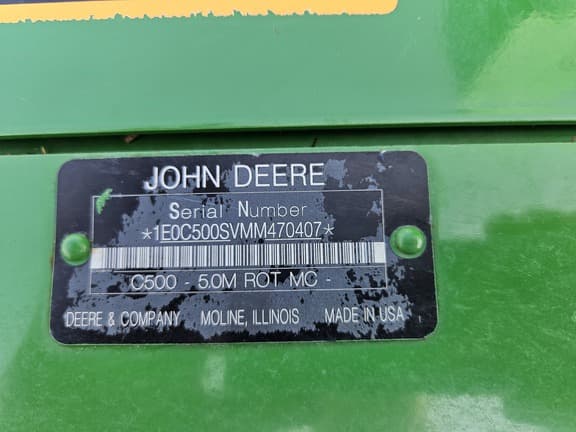 JOHN DEERE
Serial Number
*1E0C500SVMM470407*
C500 - 5.0M ROT MC -
DEERE & COMPANY MOLINE, ILLINOIS MADE IN USA